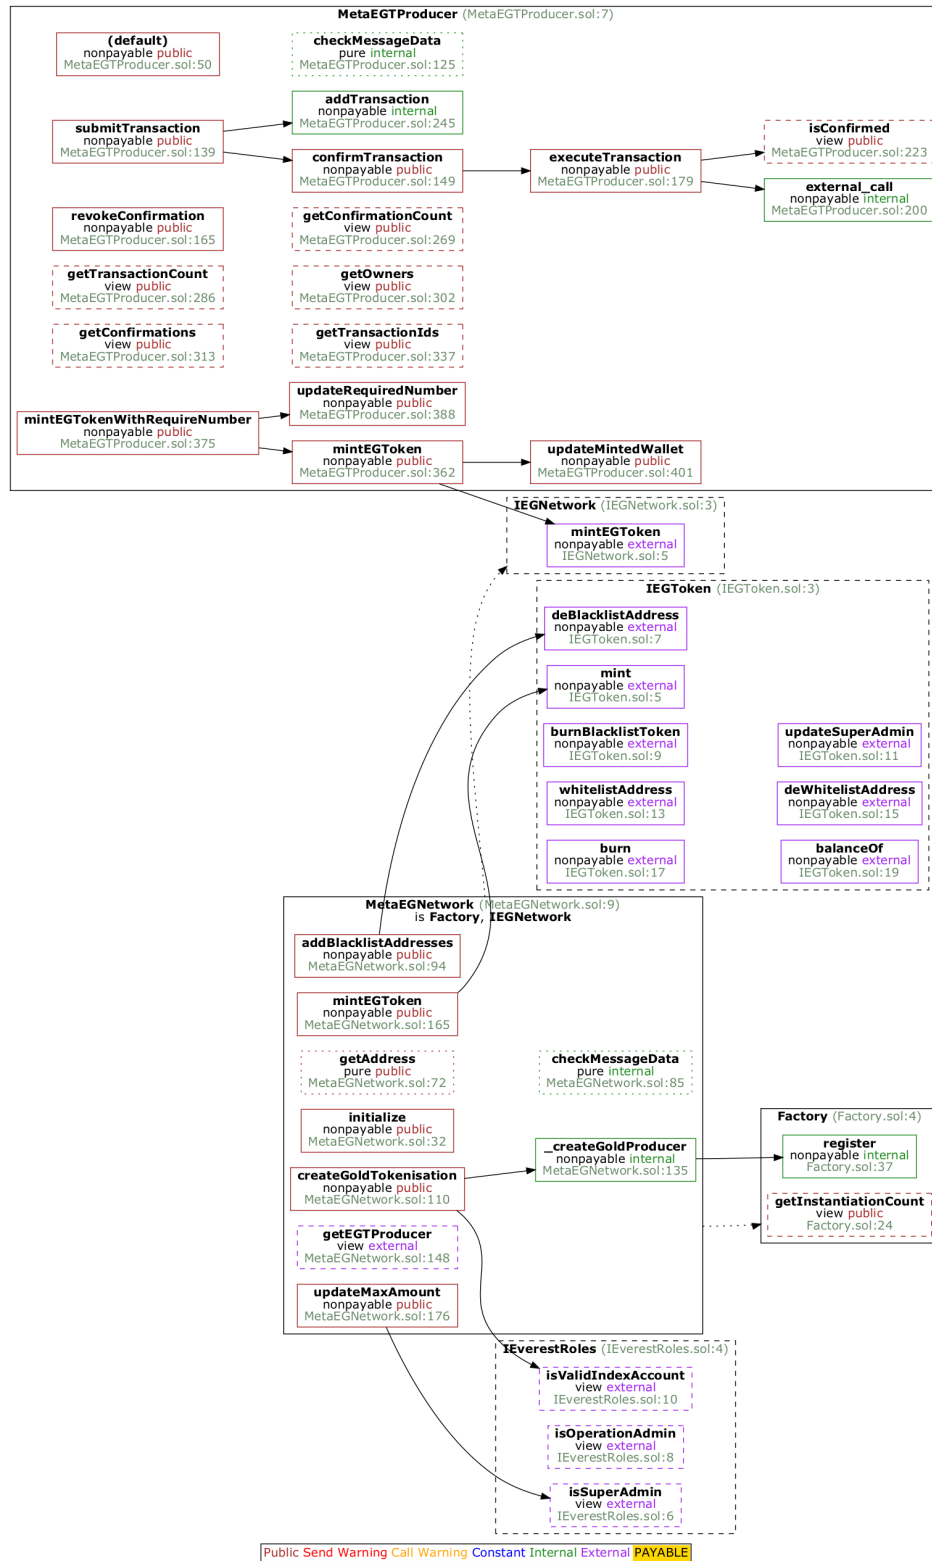 MetaEGTProducer (MetaEGTProducer.sol:7)
(default)
nonpayable public
MetaEGTProducer.sol:50
checkMessageData
pure internal
MetaEGTProducer.sol:125
addTransaction
nonpayable internal
MetaEGTProducer.sol:245
submitTransaction
nonpayable public
MetaEGTProducer.sol:139
confirmTransaction
nonpayable public
MetaEGTProducer.sol:149
executeTransaction
nonpayable public
MetaEGTProducer.sol:179
isConfirmed
view public
MetaEGTProducer.sol:223
external_call
nonpayable internal
MetaEGTProducer.sol:200
revokeConfirmation
nonpayable public
MetaEGTProducer.sol:165
getConfirmationCount
view public
MetaEGTProducer.sol:269
getTransactionCount
view public
MetaEGTProducer.sol:286
getOwners
view public
MetaEGTProducer.sol:302
getConfirmations
view public
MetaEGTProducer.sol:313
getTransactionIds
view public
MetaEGTProducer.sol:337
updateRequiredNumber
nonpayable public
MetaEGTProducer.sol:388
mintEGTokenWithRequireNumber
nonpayable public
MetaEGTProducer.sol:375
mintEGToken
nonpayable public
MetaEGTProducer.sol:362
updateMintedWallet
nonpayable public
MetaEGTProducer.sol:401
IEGNetwork (IEGNetwork.sol:3)
mintEGToken
nonpayable external
IEGNetwork.sol:5
IEGToken (IEGToken.sol:3)
deBlacklistAddress
nonpayable external
IEGToken.sol:7
mint
nonpayable external
IEGToken.sol:5
burnBlacklistToken
nonpayable external
IEGToken.sol:9
updateSuperAdmin
nonpayable external
IEGToken.sol:11
whitelistAddress
nonpayable external
IEGToken.sol:13
deWhitelistAddress
nonpayable external
IEGToken.sol:15
burn
nonpayable external
IEGToken.sol:17
balanceOf
nonpayable external
IEGToken.sol:19
MetaEGNetwork (MetaEGNetwork.sol:9)
is Factory, IEGNetwork
addBlacklistAddresses
nonpayable public
MetaEGNetwork.sol:94
mintEGToken
nonpayable public
MetaEGNetwork.sol:165
getAddress
pure public
MetaEGNetwork.sol:72
checkMessageData
pure internal
MetaEGNetwork.sol:85
initialize
nonpayable public
MetaEGNetwork.sol:32
_createGoldProducer
nonpayable internal
MetaEGNetwork.sol:135
createGoldTokenisation
nonpayable public
MetaEGNetwork.sol:110
getEGTProducer
view external
MetaEGNetwork.sol:148
updateMaxAmount
nonpayable public
MetaEGNetwork.sol:176
Factory (Factory.sol:4)
register
nonpayable internal
Factory.sol:37
getInstantiationCount
view public
Factory.sol:24
IEverestRoles (IEverestRoles.sol:4)
isValidIndexAccount
view external
IEverestRoles.sol:10
isOperationAdmin
view external
IEverestRoles.sol:8
isSuperAdmin
view external
IEverestRoles.sol:6
Public Send Warning Call Warning Constant Internal External PAYABLE